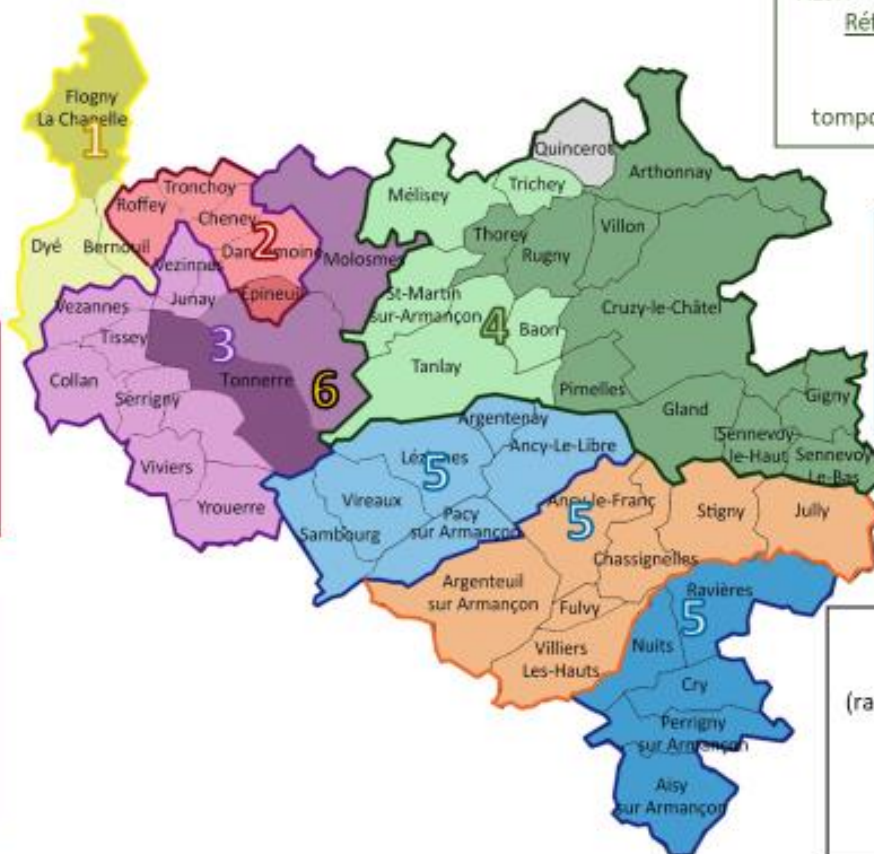 Réf
tompo
Flogny
La Chapelle
1
Tronchoy
Roffey
Cheney
2
Dannemoine
Dyé
Bernouil
Vezinnes
Junay
Epineuil
Molosmes
Mélisey
Trichey
Quincerot
Arthonnay
Thorey
Rugny
Villon
St-Martin
sur-Armançon
4
Baon
Cruzy-le-Châtel
Tanlay
Pimelles
Gland
Gigny
Sennevoy-
le-Haut
Sennevoy
Le-Bas
Vezannes
Tissey
3
Collan
Serrigny
Tonnerre
6
Viviers
Yrouerre
Argentenay
Lézinnes
5
Ancy-Le-Libre
Vireaux
Pacy
sur Armançon
Sambourg
Ancy-le-Franc
5
Stigny
Jully
Chassignelles
Argenteuil
sur Armançon
Fulvy
Villiers
Les-Hauts
Ravières
5
Nuits
Cry
Perrigny
sur Armançon
Aisy
sur Armançon
(ra